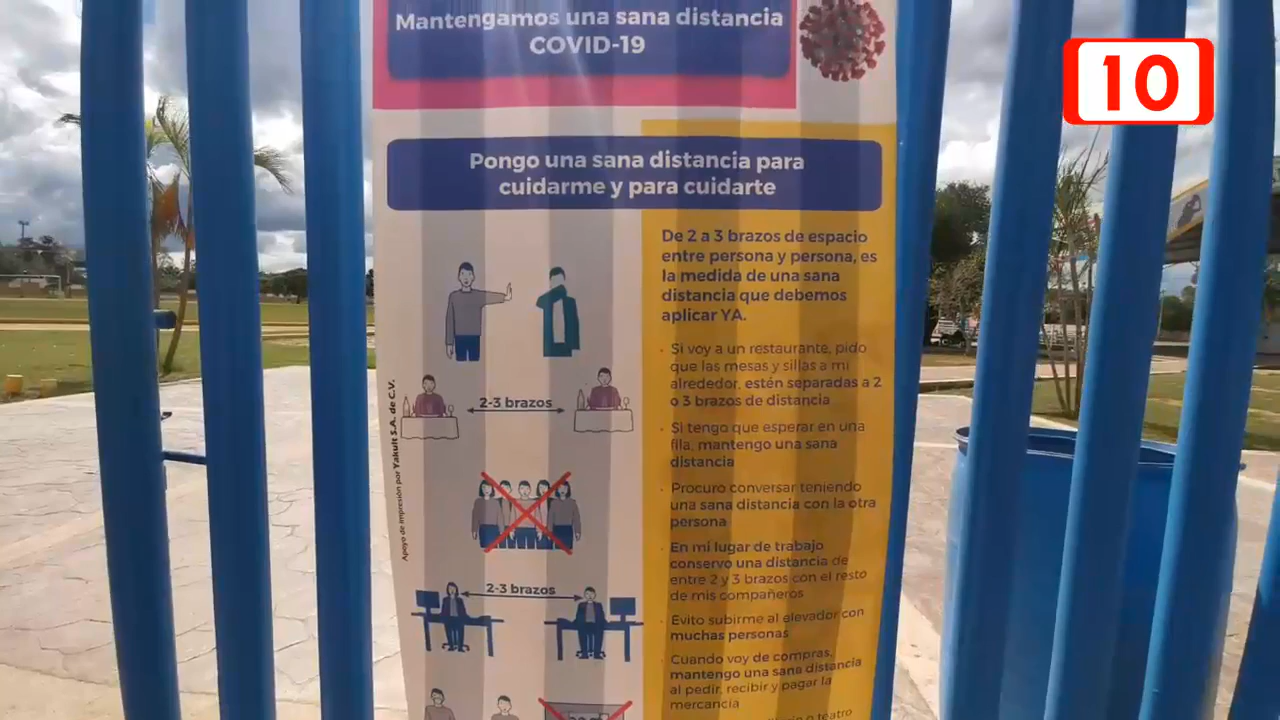 Mantengamos una sana distancia
COVID-19
10
Pongo una sana distancia para
cuidarme y para cuidarte
De 2 a 3 brazos de espacio
entre persona y persona, es
la medida de una sana
distancia que debemos
aplicar YA.
Si voy a un restaurante, pido
que las mesas y sillas a mi
alrededor, estén separadas a 2
o 3 brazos de distancia
2-3 brazos
Si tengo que esperar en una
fila, mantengo una sana
distancia
Procuro conversar teniendo
una sana distancia con la otra
persona
En mi lugar de trabajo
conservo una distancia de
entre 2 y 3 brazos con el resto
de mis compañeros
2-3 brazos
Evito subirme al elevador con
muchas personas
Cuando voy de compras,
mantengo una sana distancia
al pedir, recibir y pagar la
mercancía
o teatro
Apoyo de impresión por Yakult S.A. de C.V.